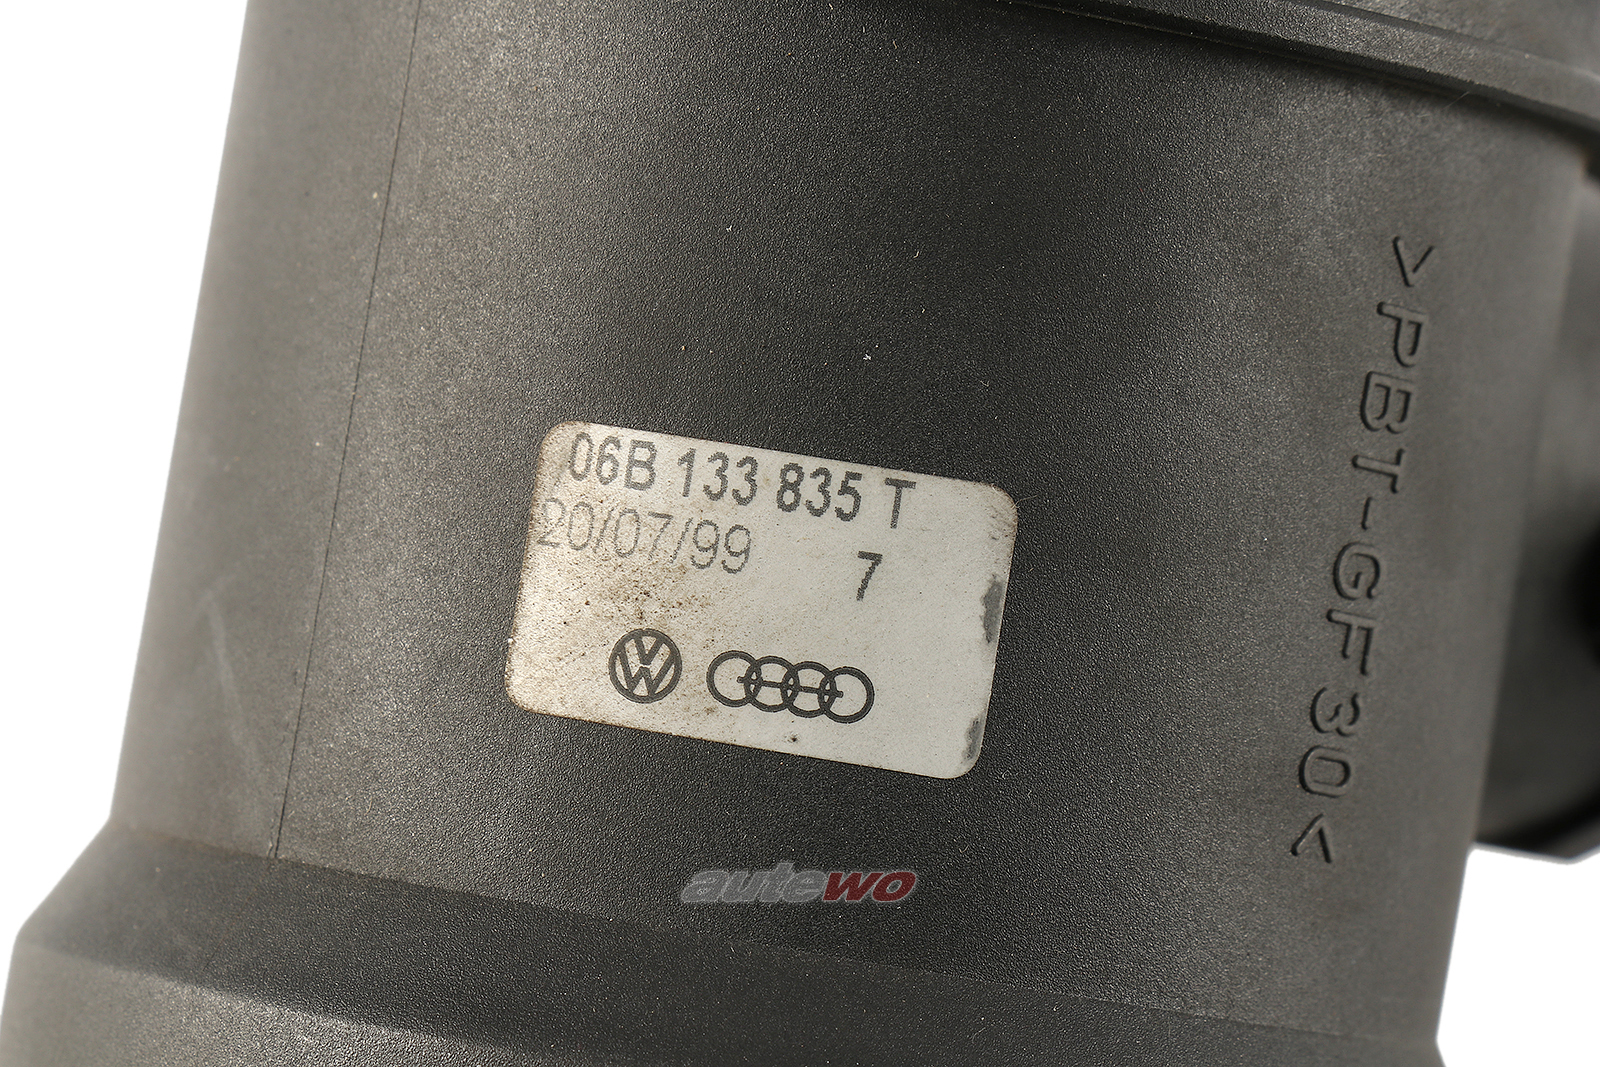 06B 133 835 T
20/07/99 7
>PBT-GF30<
autewo